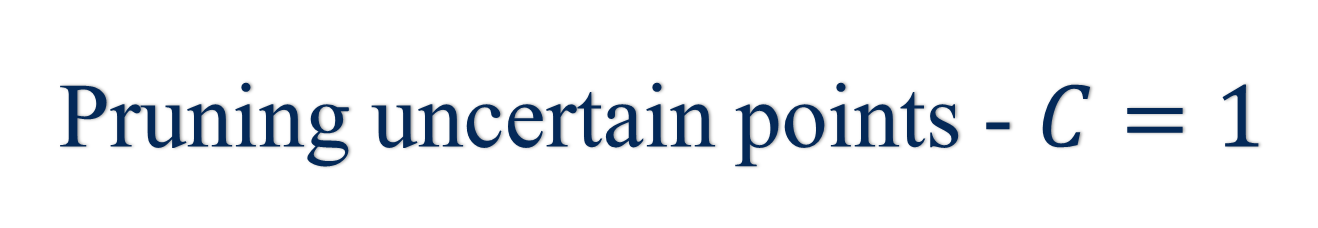 Pruning uncertain points - 𝐶 = 1